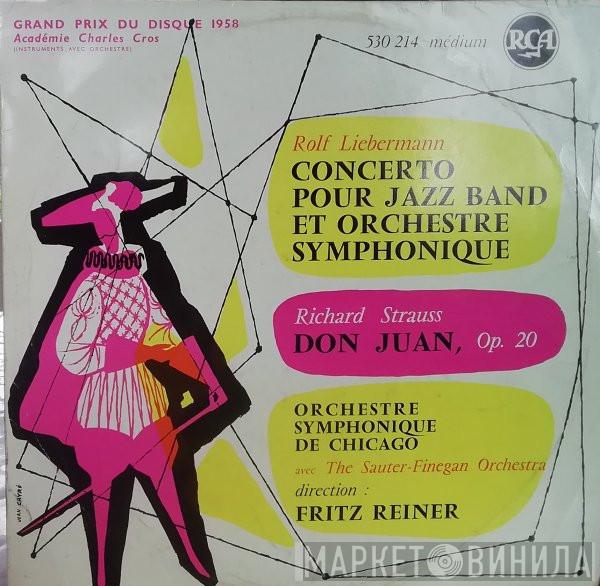 GRAND PRIX DU DISQUE 1958
Académie Charles Cros
(INSTRUMENTS AVEC ORCHESTRE)
530 214 médium
RCA
Rolf Liebermann
CONCERTO
POUR JAZZ BAND
ET ORCHESTRE
SYMPHONIQUE
Richard Strauss
DON JUAN, Op. 20
ORCHESTRE
SYMPHONIQUE
DE CHICAGO
avec The Sauter-Finegan Orchestra
direction :
FRITZ REINER
МАРКЕТ ВИНИЛА